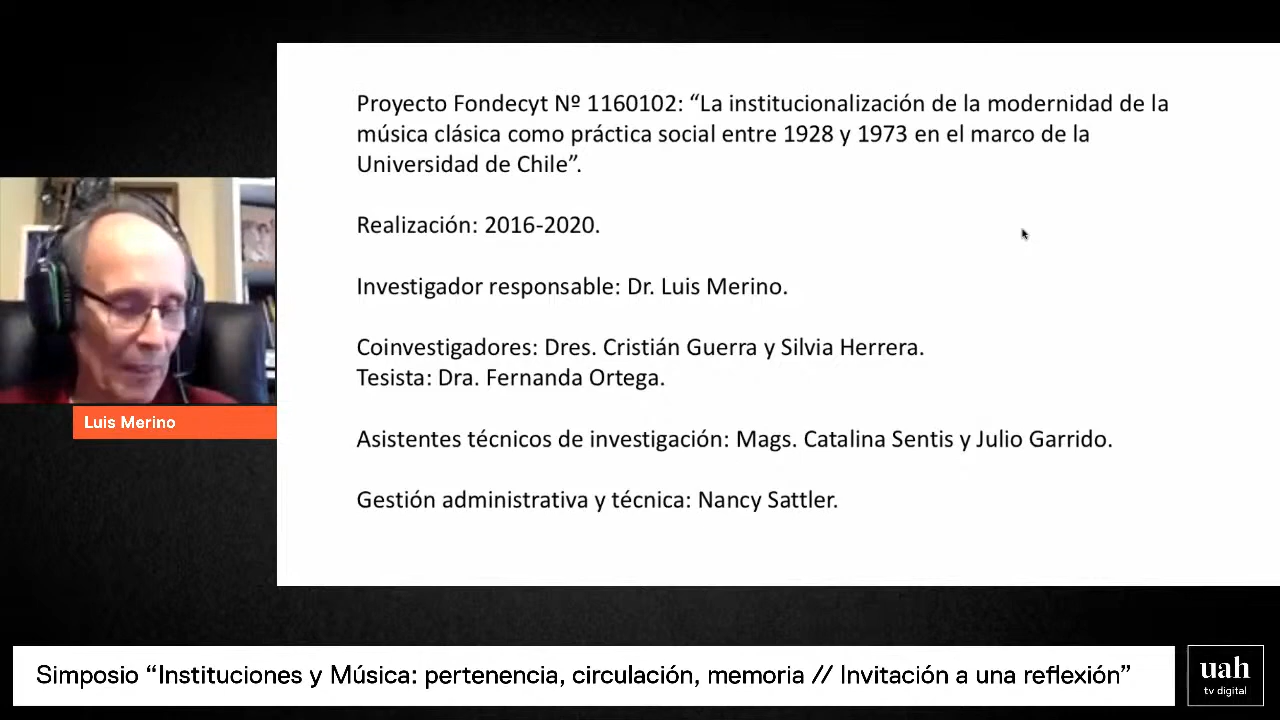 Proyecto Fondecyt Nº 1160102: “La institucionalización de la modernidad de la
música clásica como práctica social entre 1928 y 1973 en el marco de la
Universidad de Chile”.
Realización: 2016-2020.
Investigador responsable: Dr. Luis Merino.
Coinvestigadores: Dres. Cristián Guerra y Silvia Herrera.
Tesista: Dra. Fernanda Ortega.
Asistentes técnicos de investigación: Mags. Catalina Sentis y Julio Garrido.
Gestión administrativa y técnica: Nancy Sattler.
Luis Merino
Simposio “Instituciones y Música: pertenencia, circulación, memoria // Invitación a una reflexión”
uah
tv digital